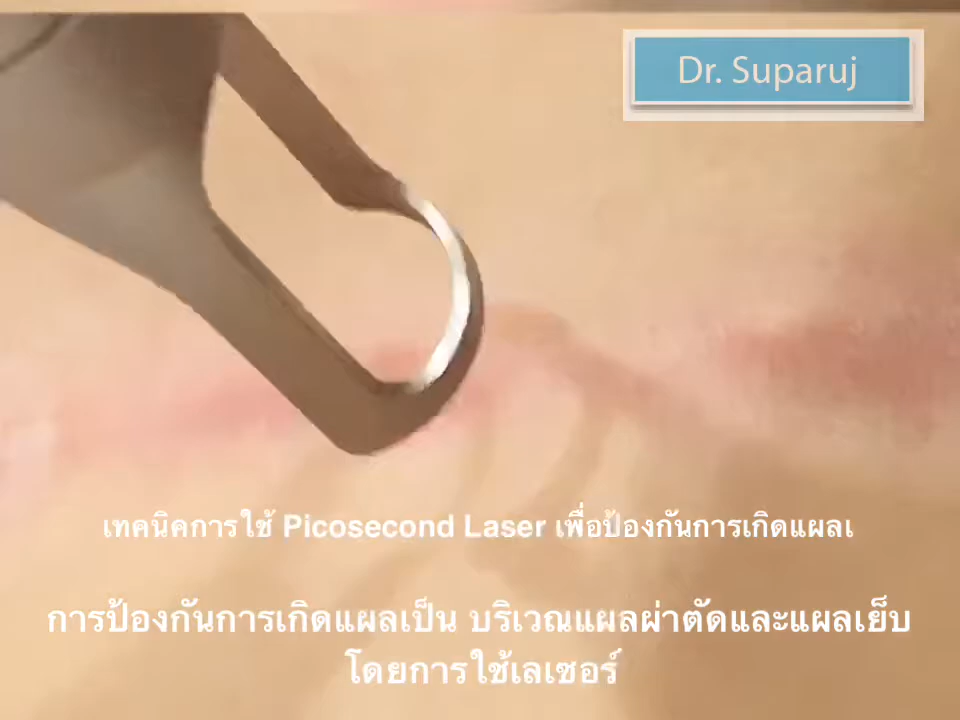 Dr. Suparuj
เทคนิคการใช้ Picosecond Laser เพื่อป้องกันการเกิดแผลเ
การป้องกันการเกิดแผลเป็น บริเวณแผลผ่าตัดและแผลเย็บ
โดยการใช้เลเซอร์